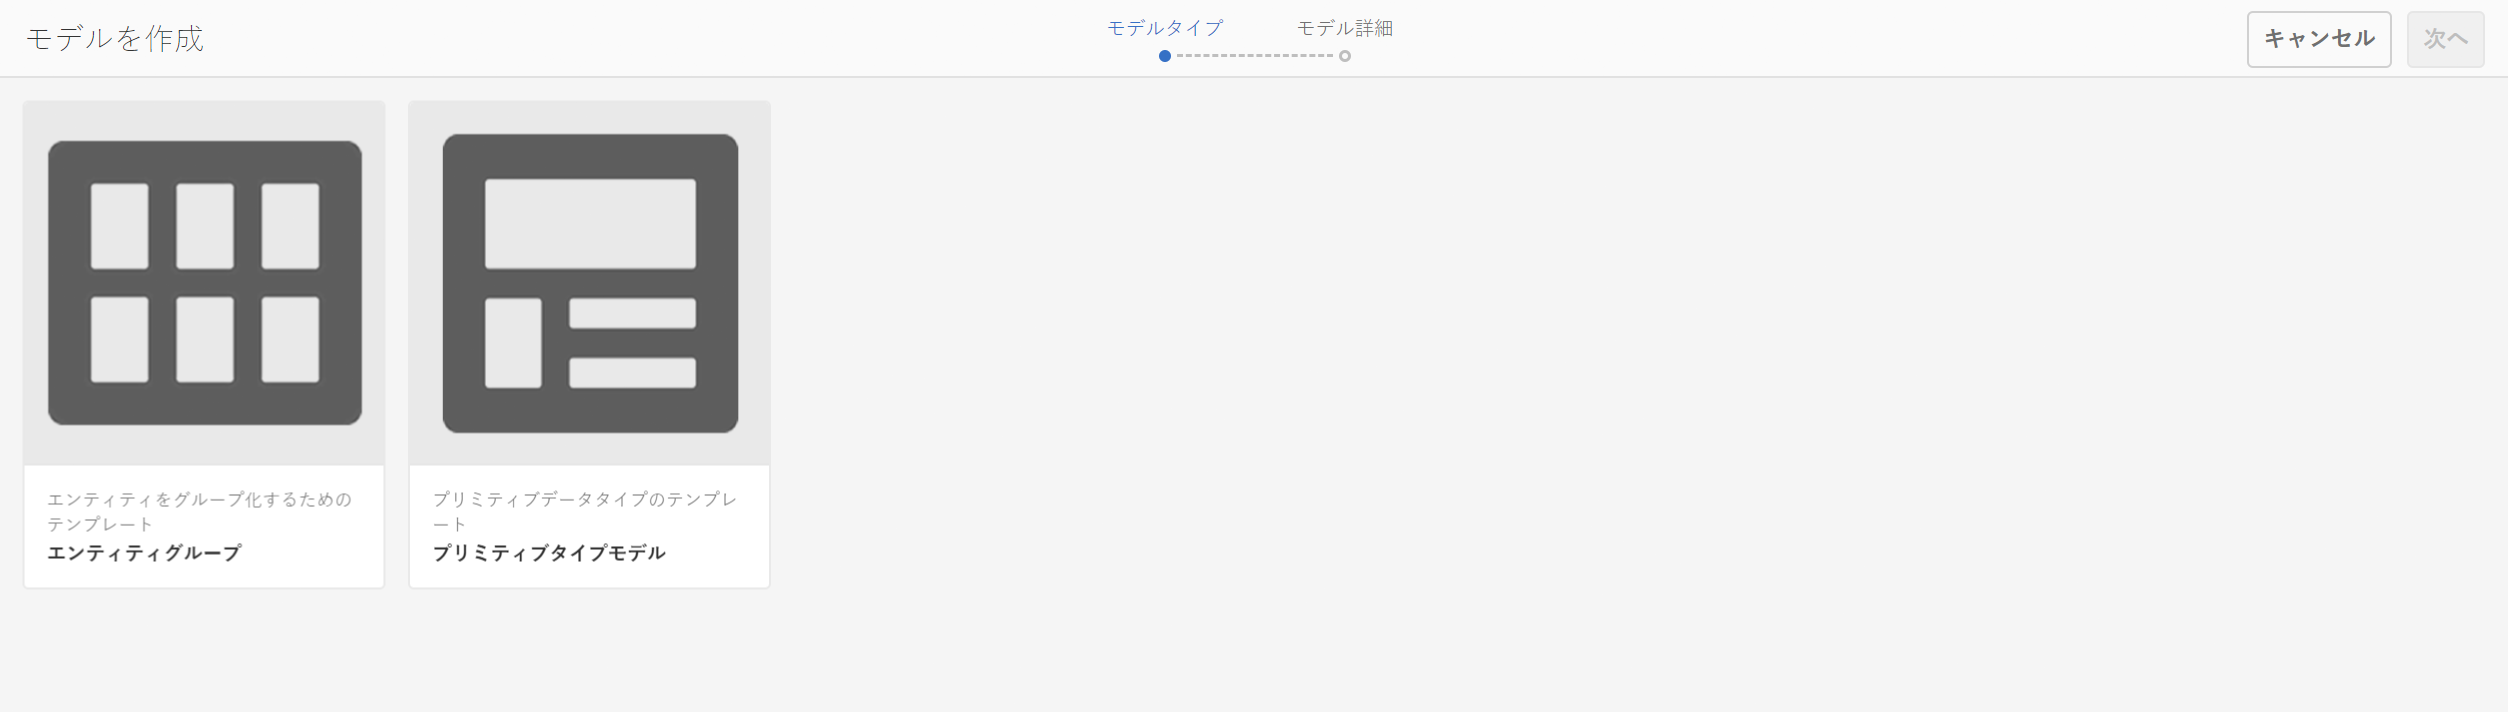 モデルを作成
モデルタイプ
モデル詳細
キャンセル
次へ
エンティティをグループ化するための
テンプレート
エンティティグループ
プリミティブデータタイプのテンプレ
ート
プリミティブタイプモデル